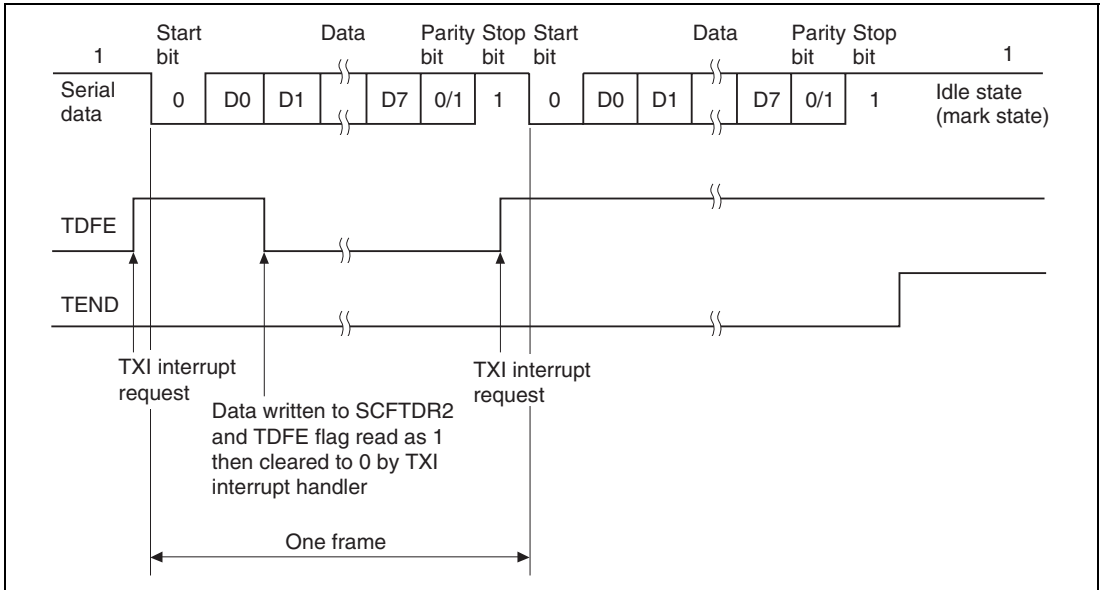 Start Data Parity Stop Start Data Parity Stop
1 bit bit bit bit bit bit 1
Serial 0 D0 D1 D7 0/1 1 0 D0 D1 D7 0/1 1 Idle state
data (mark state)
TDFE
TEND
TXI interrupt
request
TXI interrupt
request
Data written to SCFTDR2
and TDFE flag read as 1
then cleared to 0 by TXI
interrupt handler
One frame